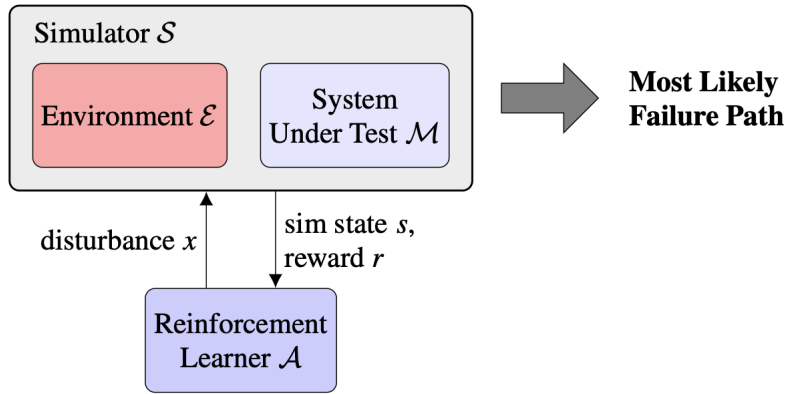 Simulator 𝒮
Environment ℰ
System
Under Test ℳ
Most Likely
Failure Path
disturbance x
sim state s,
reward r
Reinforcement
Learner 𝒜